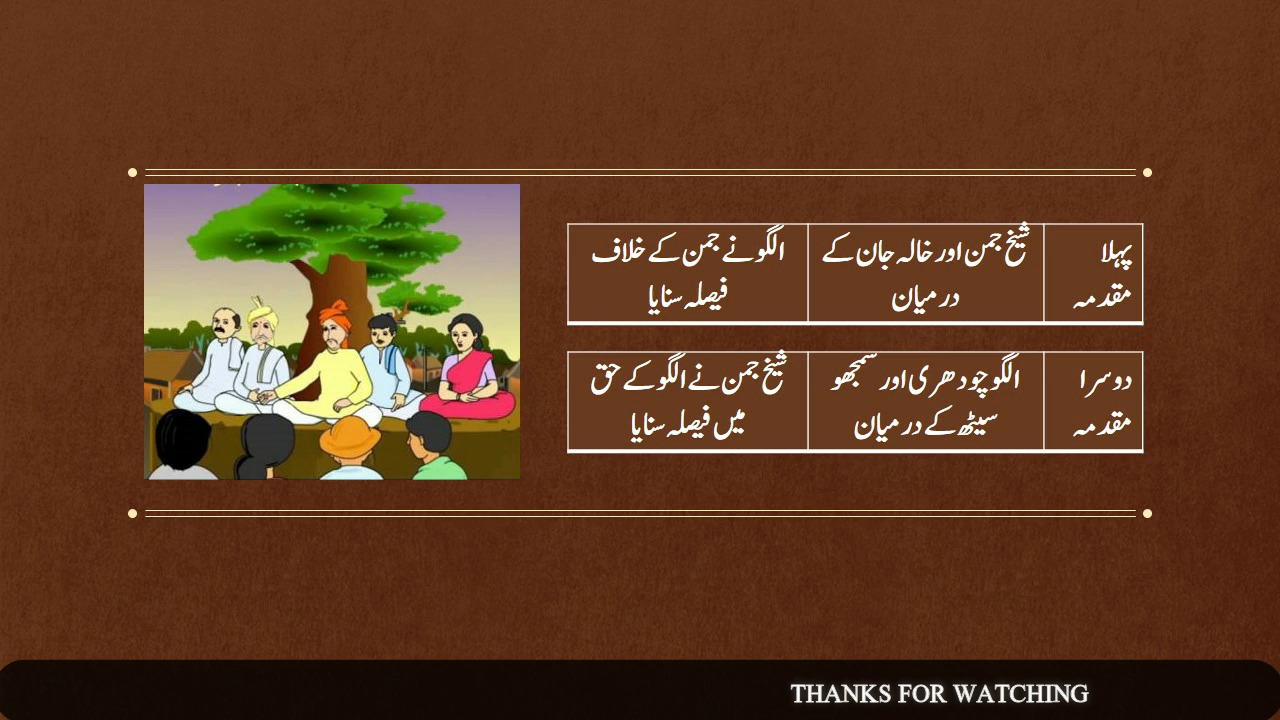 پہلا
مقدمہ
شیخ جمن اور خالہ جان کے
درمیان
الگو نے جمن کے خلاف
فیصلہ سنایا
دوسرا
مقدمہ
الگو چودھری اور سمجھو
سیٹھ کے درمیان
شیخ جمن نے الگو کے حق
میں فیصلہ سنایا
THANKS FOR WATCHING